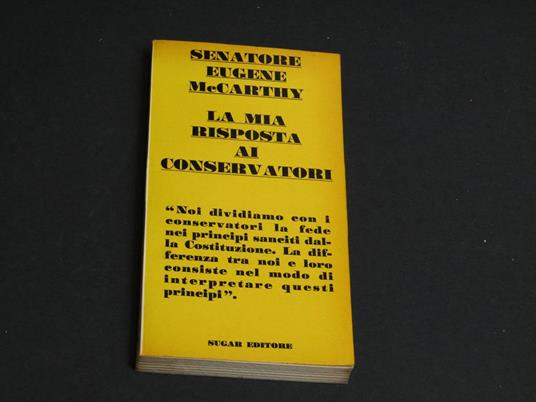 SENATORE
EUGENE
McCARTHY
LA MIA
RISPOSTA
AI
CONSERVATORI
“Noi dividiamo con i
conservatori la fede
nei principi sanciti dal-
la Costituzione. La dif-
ferenza tra noi e loro
consiste nel modo di
interpretare questi
principi”.
SUGAR EDITORE